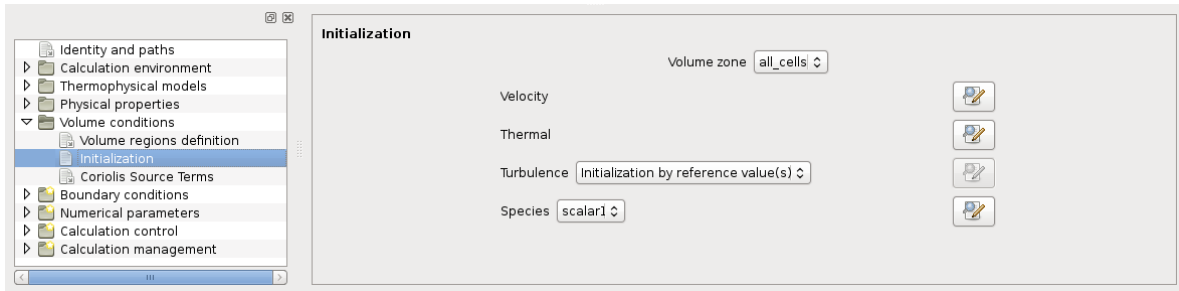 Identity and paths
Calculation environment
Thermophysical models
Physical properties
Volume conditions
Volume regions definition
Initialization
Coriolis Source Terms
Boundary conditions
Numerical parameters
Calculation control
Calculation management
Initialization
Volume zone all_cells
Velocity
Thermal
Turbulence Initialization by reference value(s)
Species scalar1